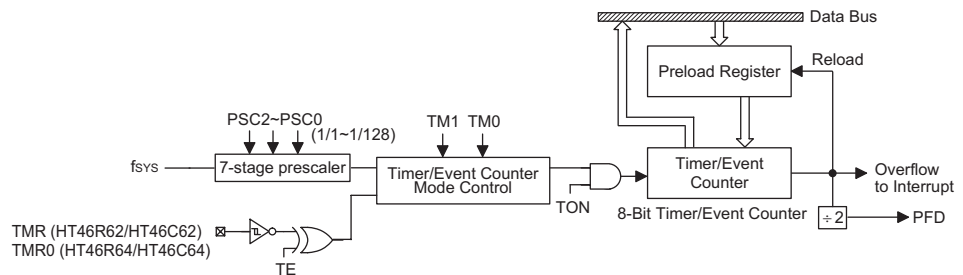 Data Bus
Preload Register
Reload
PSC2~PSC0
(1/1~1/128)
TM1 TM0
fSYS
7-stage prescaler
Timer/Event Counter
Mode Control
TON
Timer/Event
Counter
8-Bit Timer/Event Counter
Overflow
to Interrupt
÷2
PFD
TMR (HT46R62/HT46C62)
TMR0 (HT46R64/HT46C64)
TE